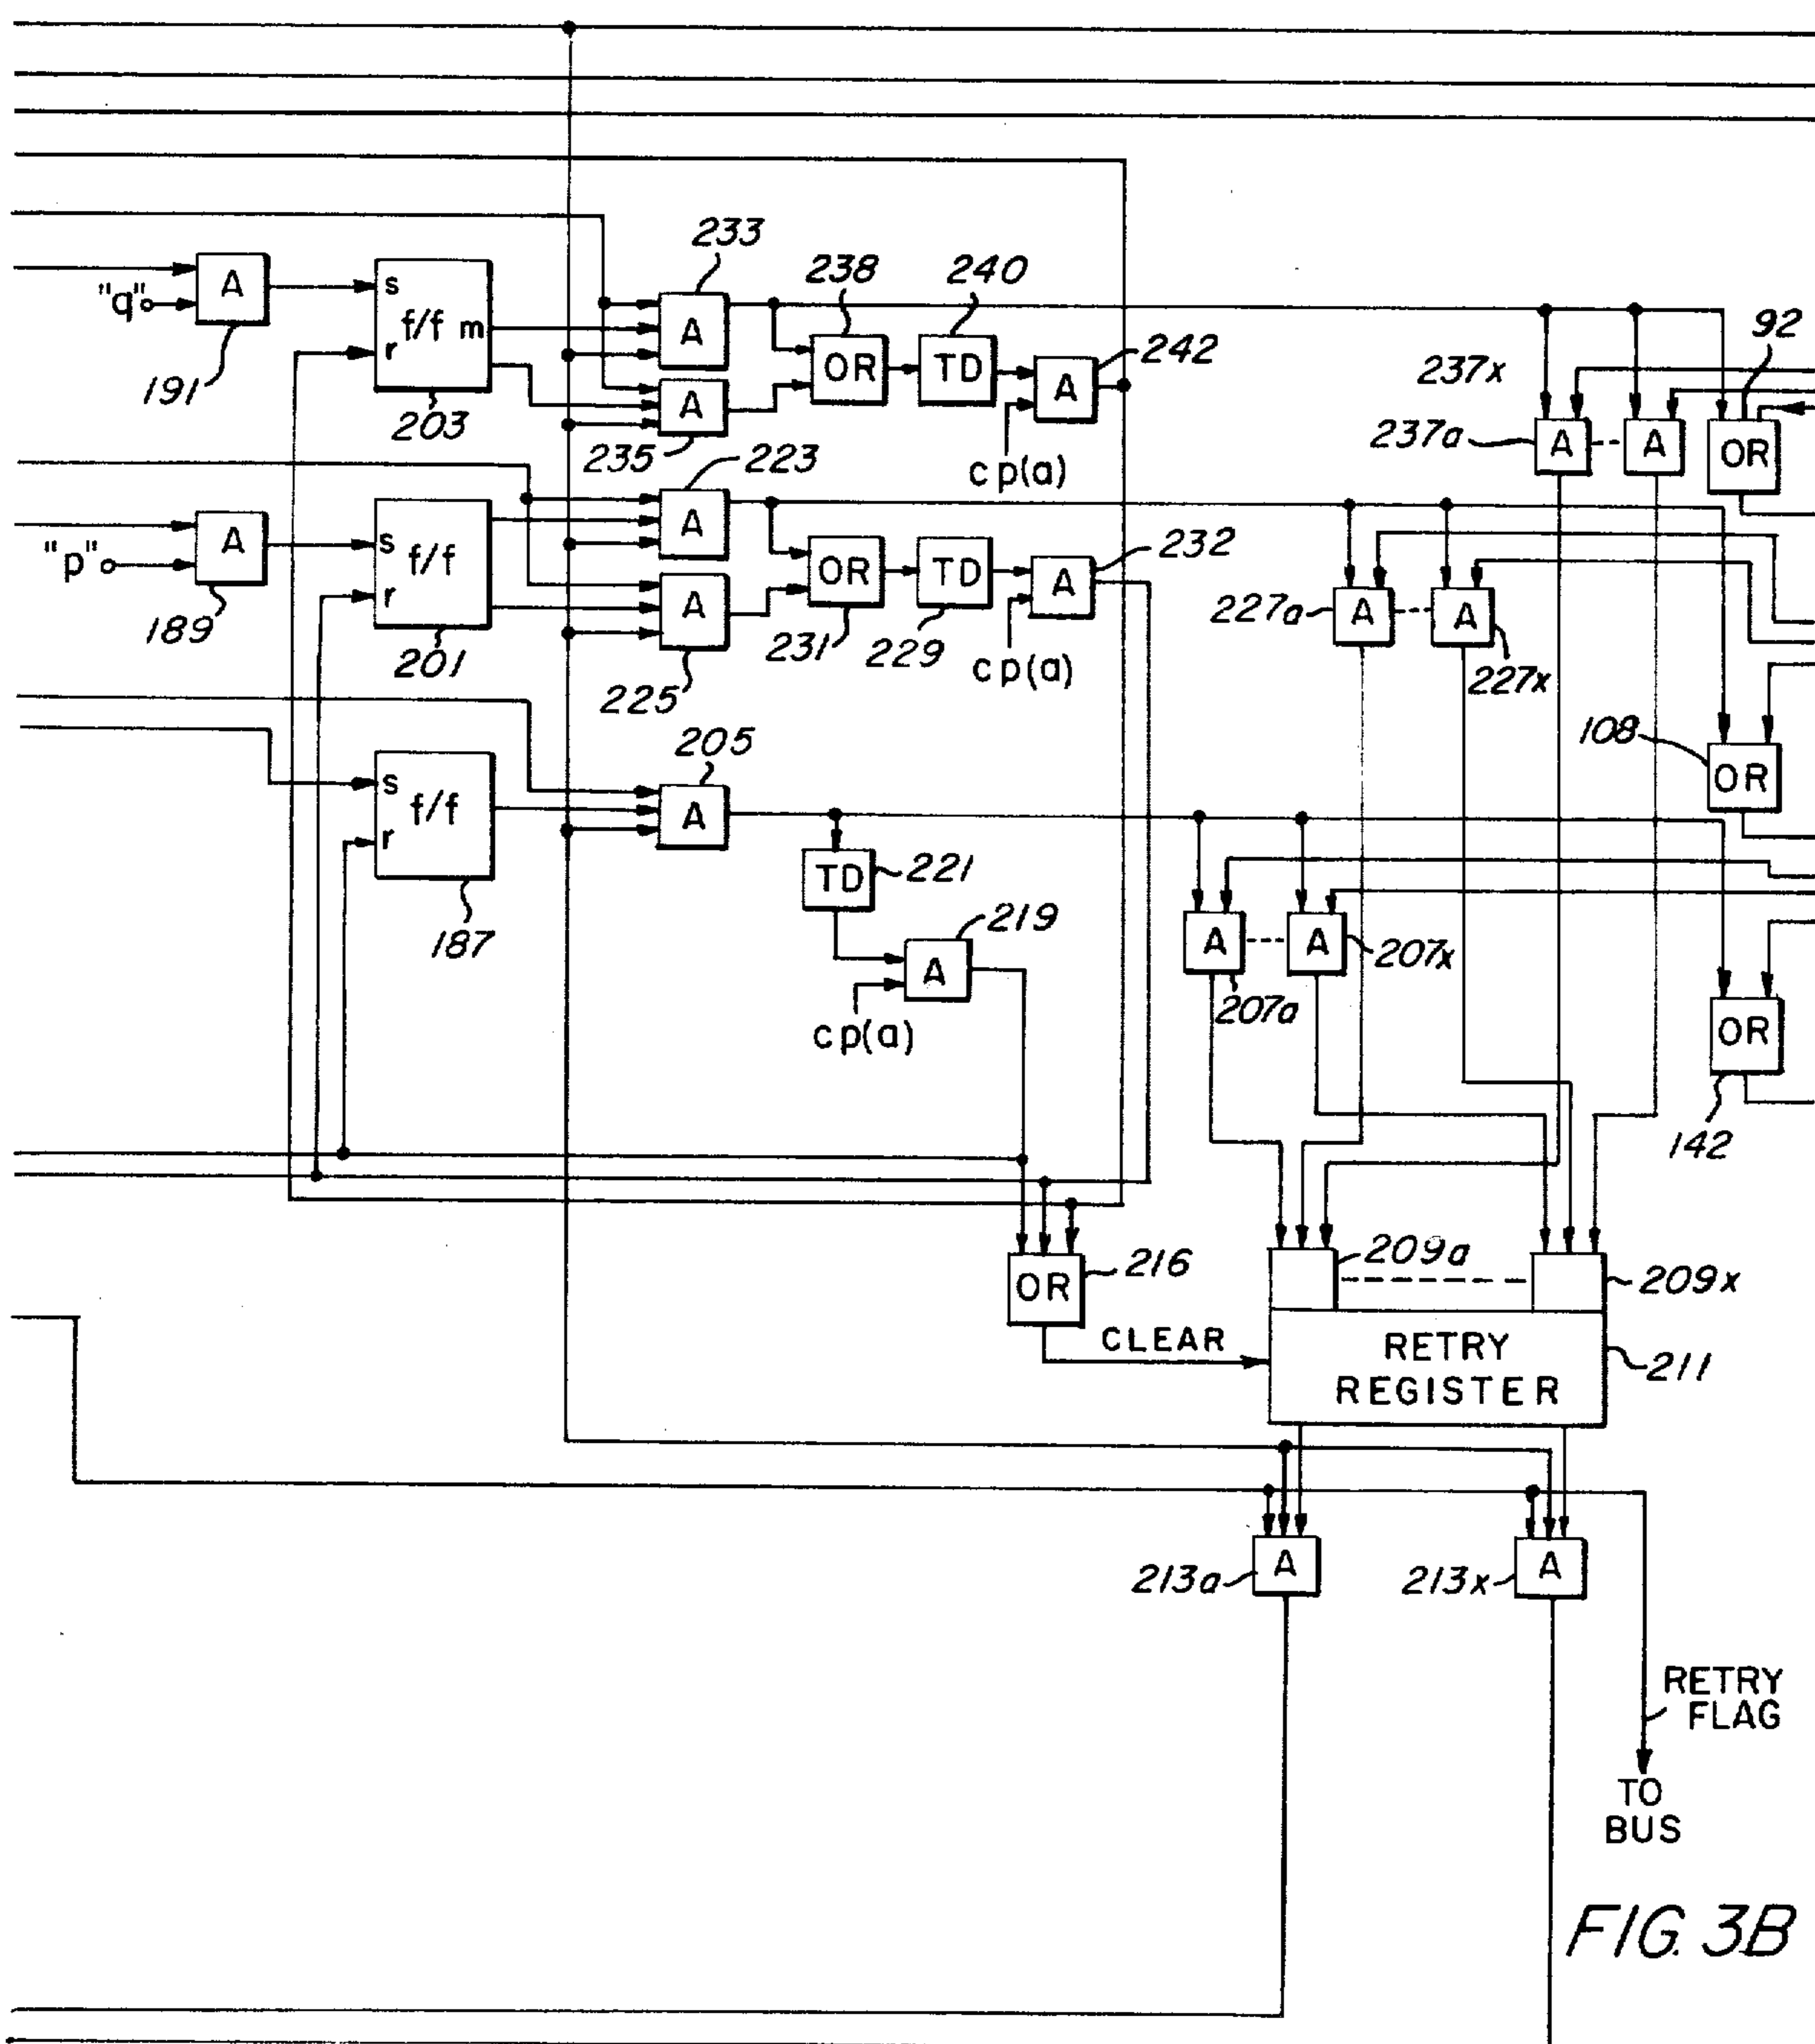 233
238
240
92
"q"
A
s
f/f m
r
A
OR
TD
A
242
237x
191
203
A
235
cp(a)
237a
A
A
OR
223
"p"
A
s
f/f
r
A
OR
TD
A
232
189
201
A
225
231
229
cp(a)
227a
A
A
227x
205
108
OR
s
f/f
r
A
187
TD
221
219
A
cp(a)
A
A
207x
207a
OR
142
OR
216
209a
209x
CLEAR
RETRY
REGISTER
211
213a
A
213x
A
RETRY
FLAG
TO
BUS
FIG. 3B